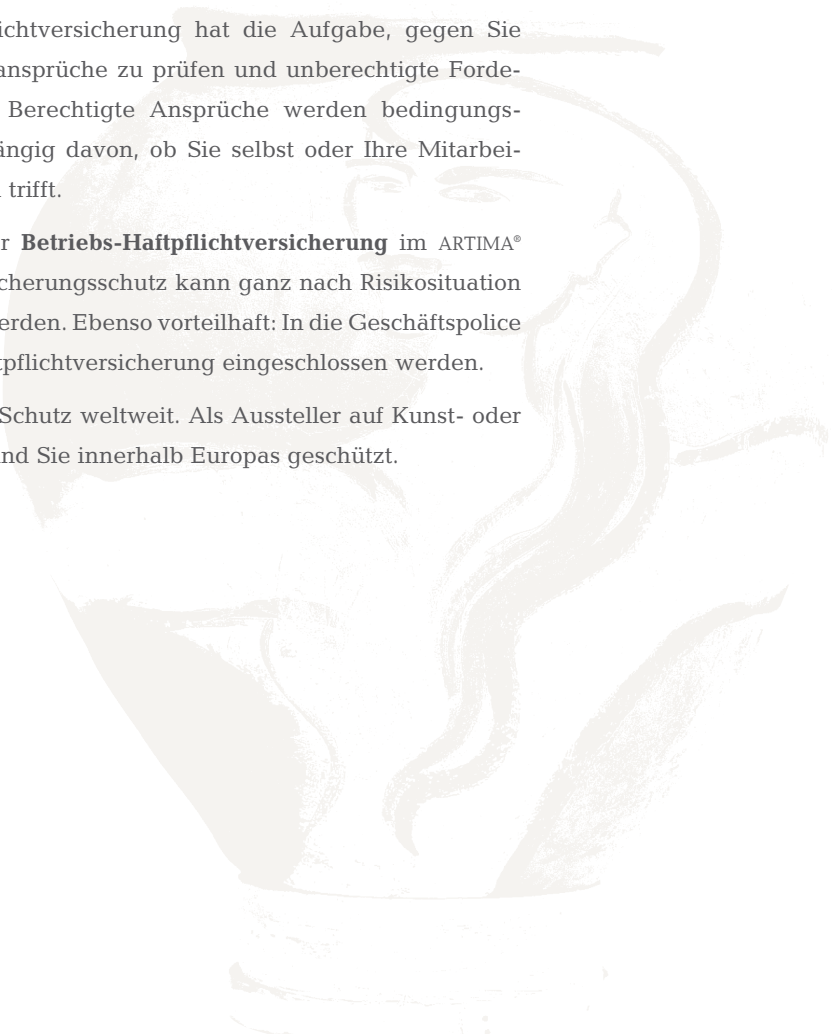 ichtversicherung hat die Aufgabe, gegen Sie
ansprüche zu prüfen und unberechtigte Forde-
Berechtigte Ansprüche werden bedingungs-
ängig davon, ob Sie selbst oder Ihre Mitarbei-
trifft.
r Betriebs-Haftpflichtversicherung im ARTIMA®
cherungsschutz kann ganz nach Risikosituation
erden. Ebenso vorteilhaft: In die Geschäftspolice
tpflichtversicherung eingeschlossen werden.
Schutz weltweit. Als Aussteller auf Kunst- oder
nd Sie innerhalb Europas geschützt.